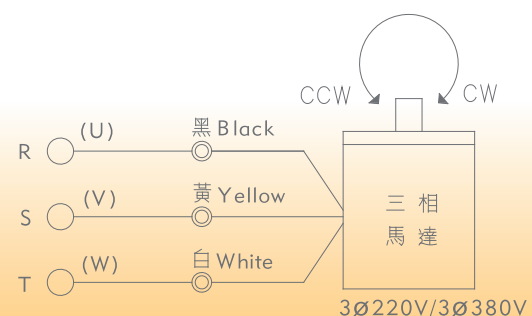 CCW
CW
R
(U)
黑 Black
S
(V)
黃 Yellow
T
(W)
白 White
三相
馬達
3Ø220V/3Ø380V